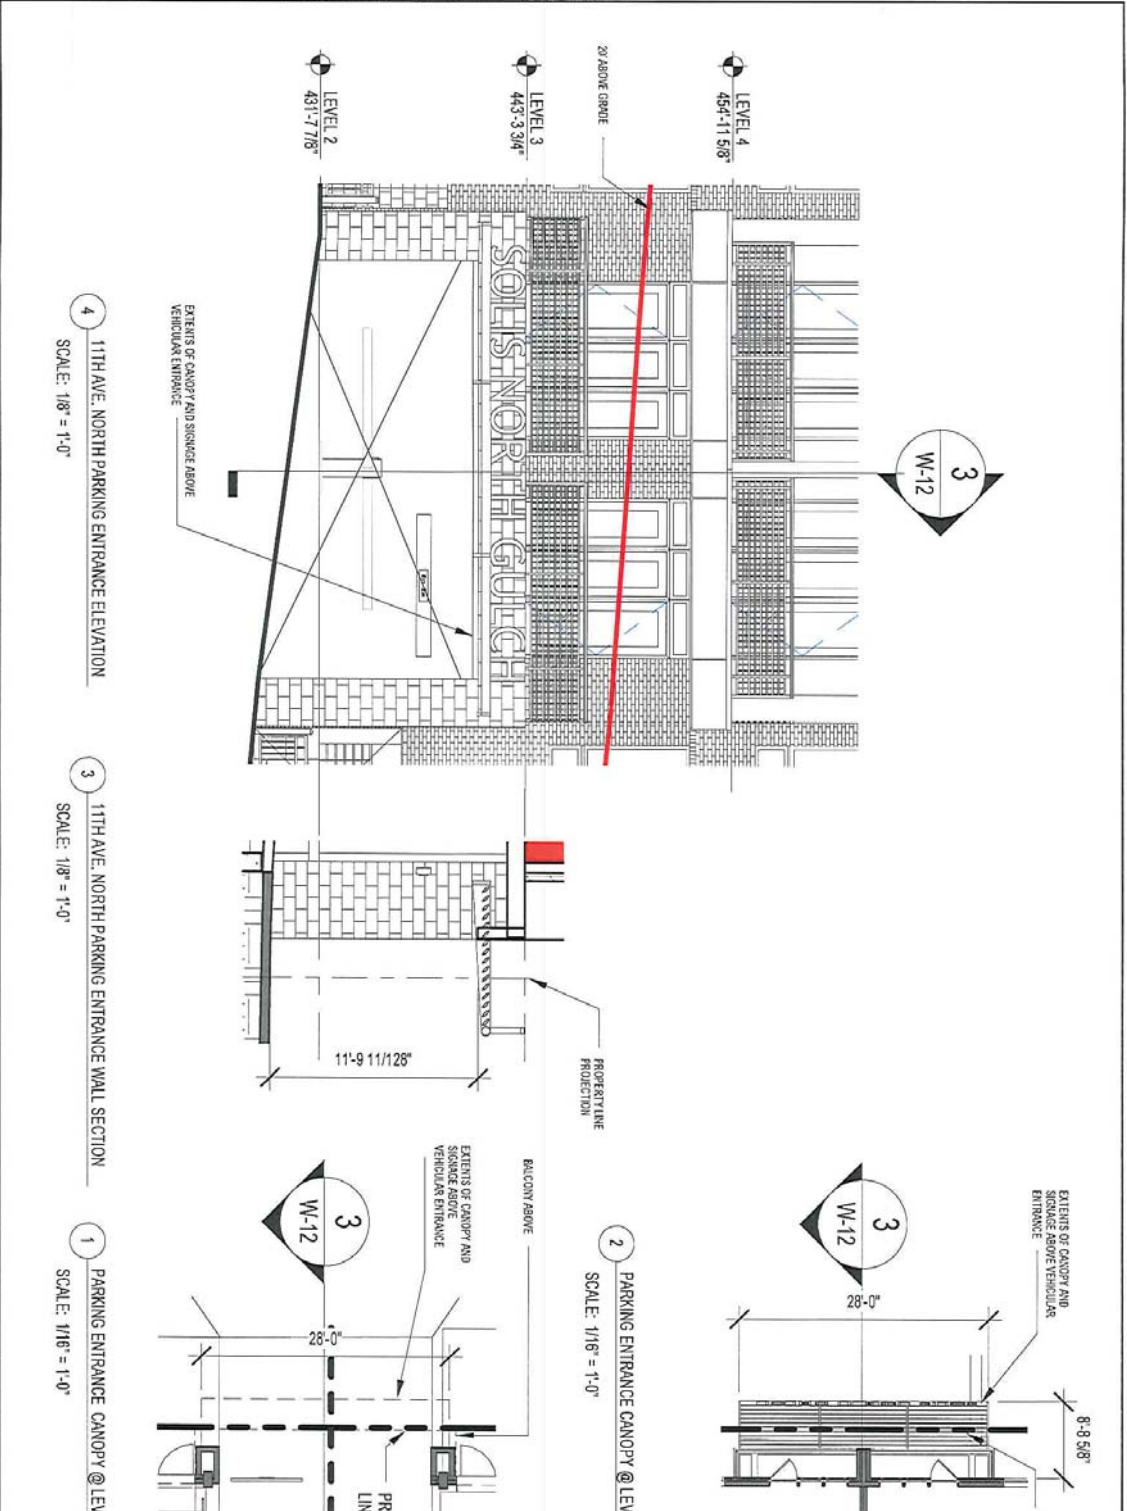 LEVEL 4
454'-11 5/8"
20' ABOVE GRADE
LEVEL 3
443'-3 3/4"
LEVEL 2
431'-7 7/8"
3
W-12
SOLIS NORTH GULCH
EXTENTS OF CANOPY AND SIGNAGE ABOVE
VEHICULAR ENTRANCE
4
11TH AVE. NORTH PARKING ENTRANCE ELEVATION
SCALE: 1/8" = 1'-0"
PROPERTY LINE
PROJECTION
11'-9 11/128"
3
11TH AVE. NORTH PARKING ENTRANCE WALL SECTION
SCALE: 1/8" = 1'-0"
EXTENTS OF CANOPY AND
SIGNAGE ABOVE VEHICULAR
ENTRANCE
3
W-12
28'-0"
8'-8 5/8"
2
PARKING ENTRANCE CANOPY @ LEV
SCALE: 1/16" = 1'-0"
BALCONY ABOVE
EXTENTS OF CANOPY AND
SIGNAGE ABOVE
VEHICULAR ENTRANCE
3
W-12
28'-0"
PR
LIN
1
PARKING ENTRANCE CANOPY @ LEV
SCALE: 1/16" = 1'-0"